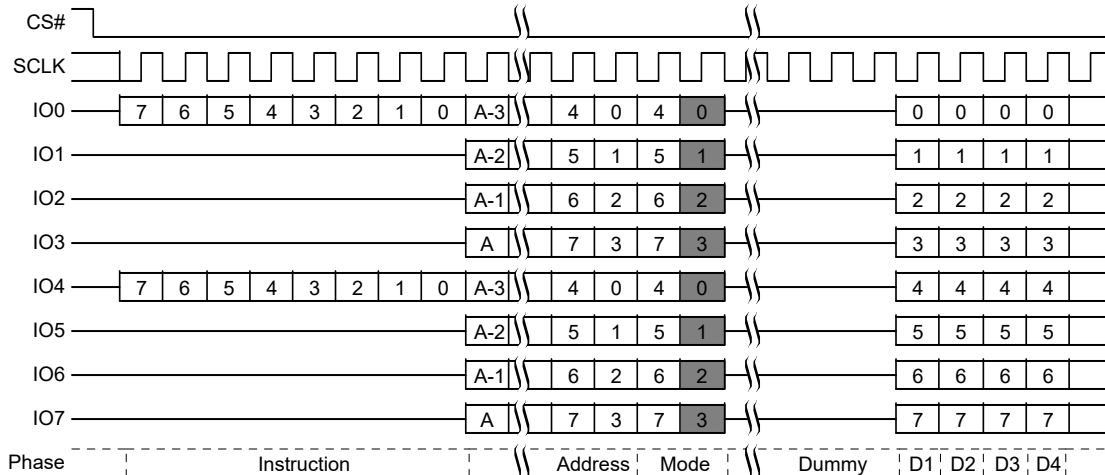 CS#
SCLK
IO0 7 6 5 4 3 2 1 0 A-3 4 0 4 0 0 0 0 0
IO1 A-2 5 1 5 1 1 1 1 1
IO2 A-1 6 2 6 2 2 2 2 2
IO3 A 7 3 7 3 3 3 3 3
IO4 7 6 5 4 3 2 1 0 A-3 4 0 4 0 4 4 4 4
IO5 A-2 5 1 5 1 5 5 5 5
IO6 A-1 6 2 6 2 6 6 6 6
IO7 A 7 3 7 3 7 7 7 7
Phase Instruction Address Mode Dummy D1 D2 D3 D4